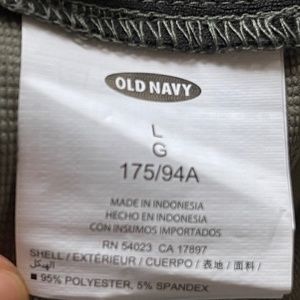 OLD NAVY
L
G
175/94A
MADE IN INDONESIA
HECHO EN INDONESIA
CON INSUMOS IMPORTADOS
RN 54023 CA 17897
SHELL / EXTÉRIEUR / CUERPO / 表地 / 面料 /
الهيكل
95% POLYESTER, 5% SPANDEX